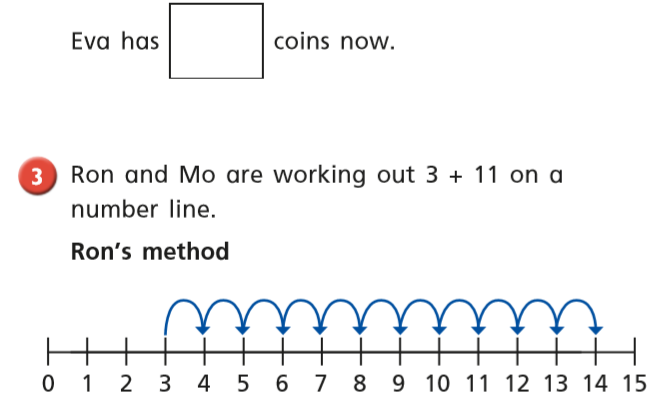 Eva has coins now.
3 Ron and Mo are working out 3 + 11 on a
number line.
Ron's method
0 1 2 3 4 5 6 7 8 9 10 11 12 13 14 15